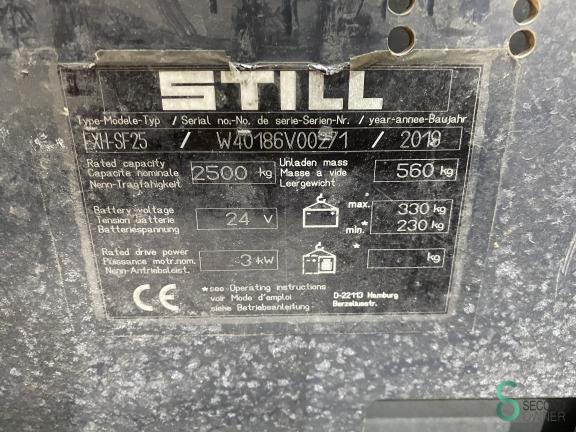 STILL
Type-Modele-Typ / Serial no.-No. de serie-Serien-Nr. / year-annee-Baujahr
EXH-SF25 / W40186V00271 / 2019
Rated capacity
Capacite nominale
Nenn-Tragfähigkeit
2500 kg
Unladen mass
Masse a vide
Leergewicht
560 kg
Battery voltage
Tension batterie
Batteriespannung
24 V
max. 330 kg
min.* 230 kg
Rated drive power
Puissance motr.nom.
Nenn-Antriebsleist.
3 kW
* kg
CE
*see Operating instructions
voir Mode d'emploi
siehe Betriebsanleitung
D-22113 Hamburg
Berzeliusstr.
SECOND
OWNER